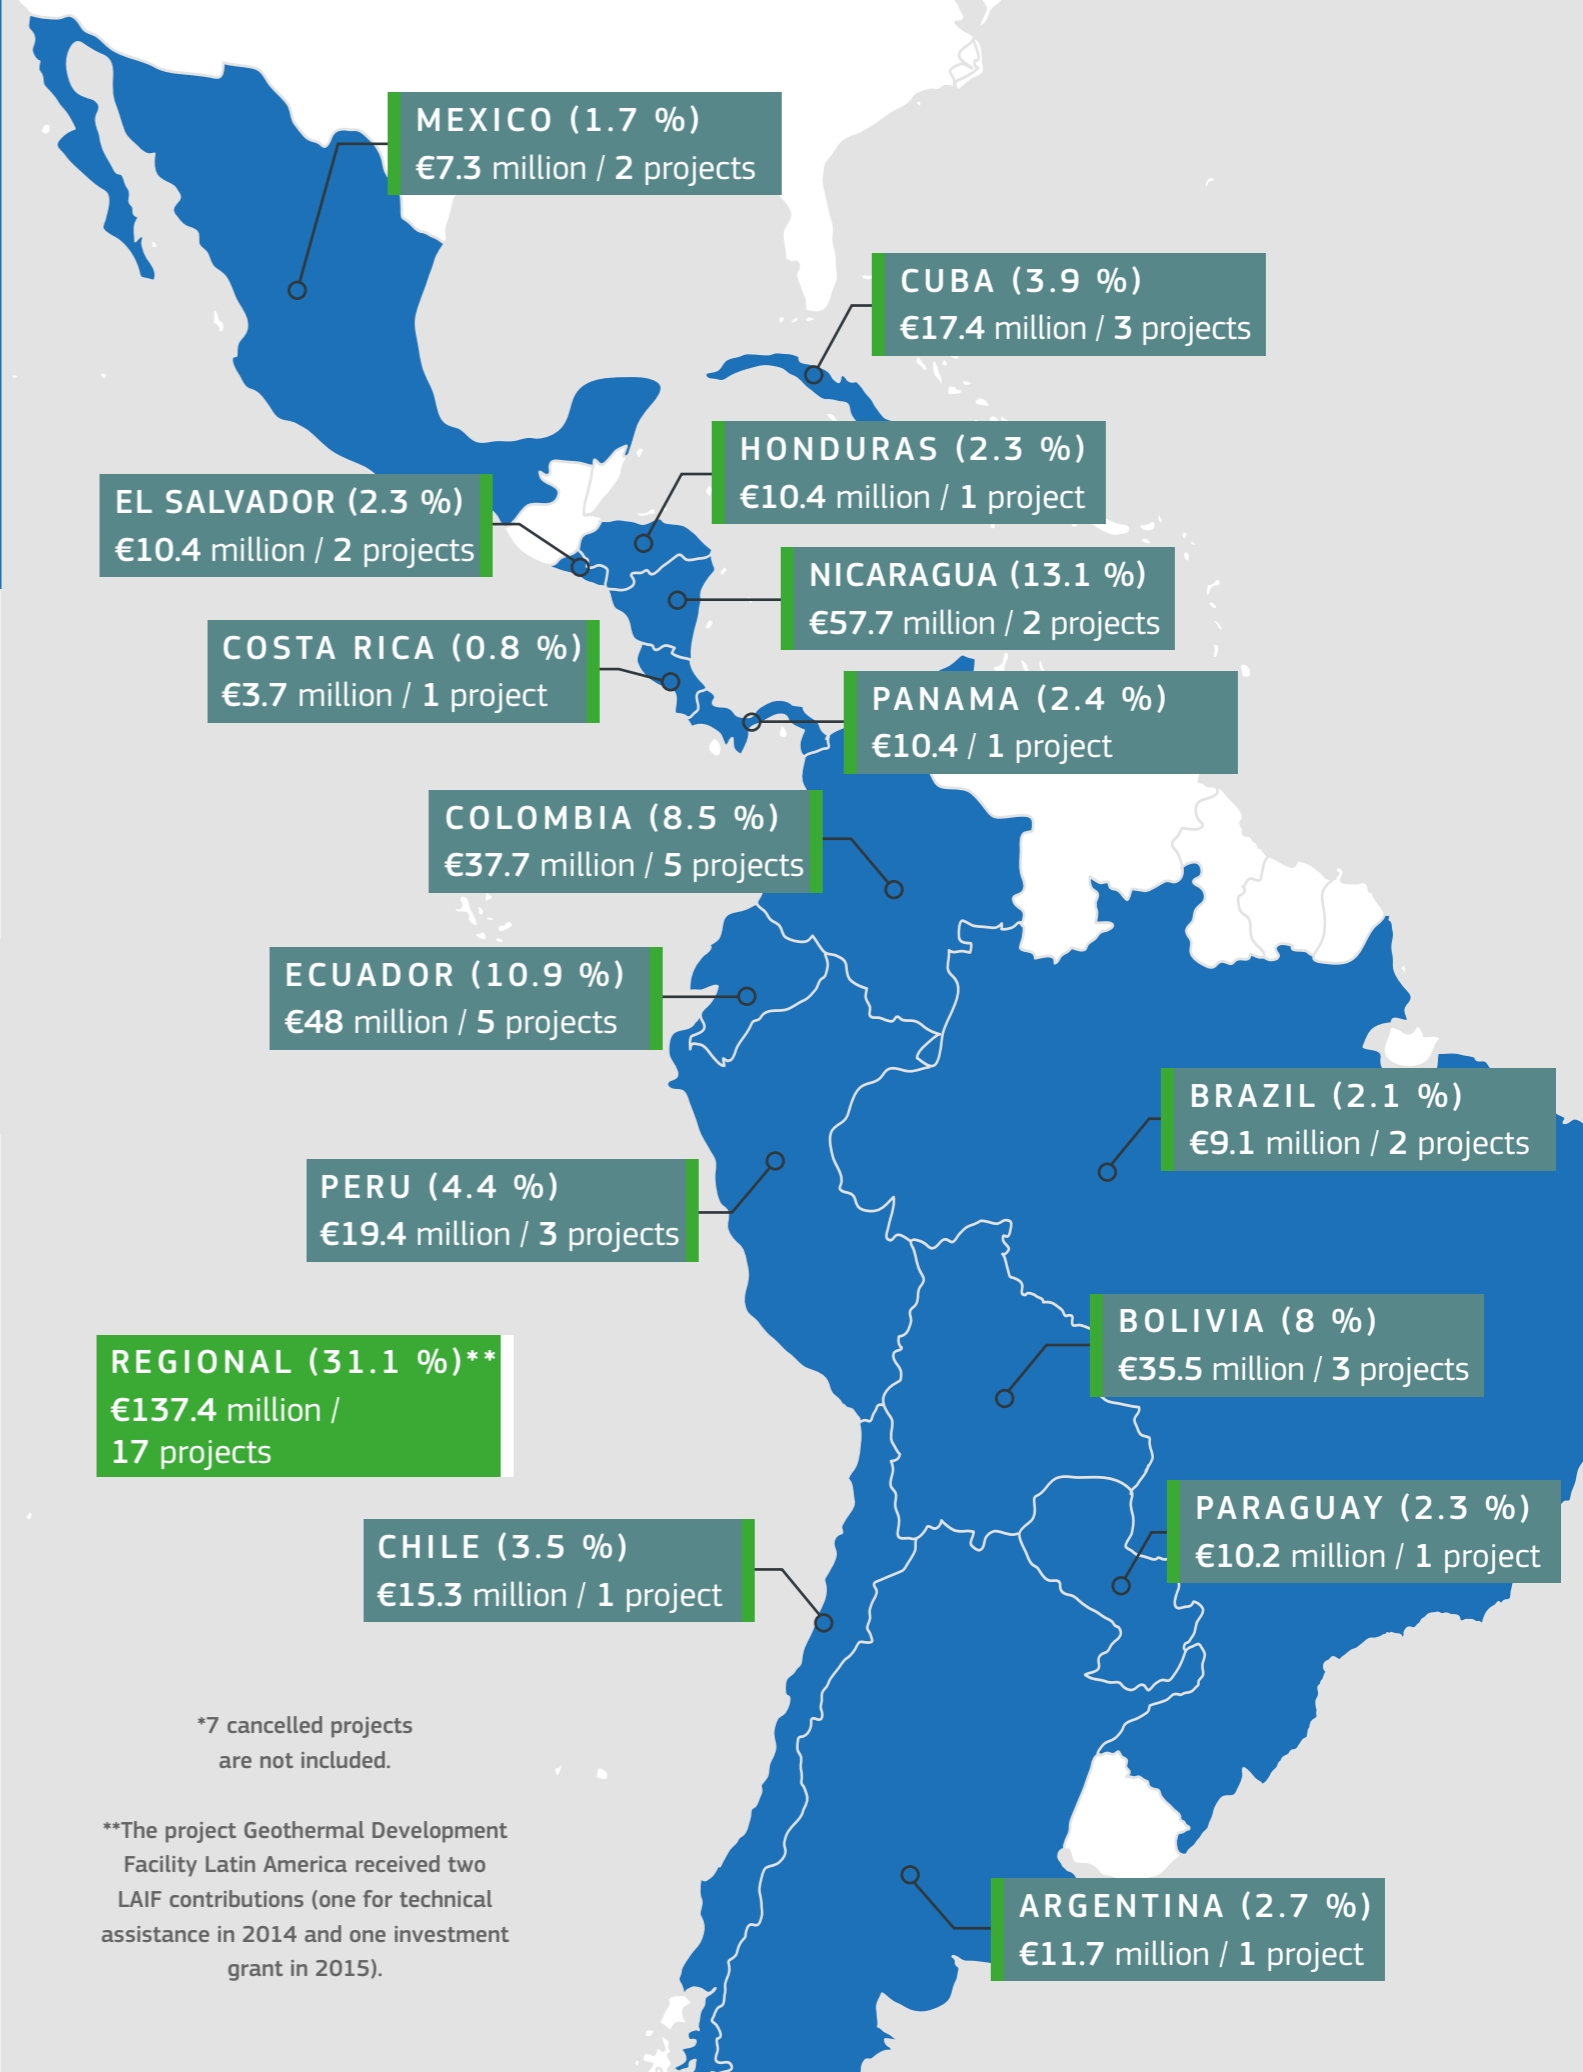 MEXICO (1.7 %)
€7.3 million / 2 projects
CUBA (3.9 %)
€17.4 million / 3 projects
HONDURAS (2.3 %)
€10.4 million / 1 project
EL SALVADOR (2.3 %)
€10.4 million / 2 projects
NICARAGUA (13.1 %)
€57.7 million / 2 projects
COSTA RICA (0.8 %)
€3.7 million / 1 project
PANAMA (2.4 %)
€10.4 / 1 project
COLOMBIA (8.5 %)
€37.7 million / 5 projects
ECUADOR (10.9 %)
€48 million / 5 projects
BRAZIL (2.1 %)
€9.1 million / 2 projects
PERU (4.4 %)
€19.4 million / 3 projects
BOLIVIA (8 %)
€35.5 million / 3 projects
REGIONAL (31.1 %)**
€137.4 million /
17 projects
PARAGUAY (2.3 %)
€10.2 million / 1 project
CHILE (3.5 %)
€15.3 million / 1 project
*7 cancelled projects
are not included.
**The project Geothermal Development
Facility Latin America received two
LAIF contributions (one for technical
assistance in 2014 and one investment
grant in 2015).
ARGENTINA (2.7 %)
€11.7 million / 1 project